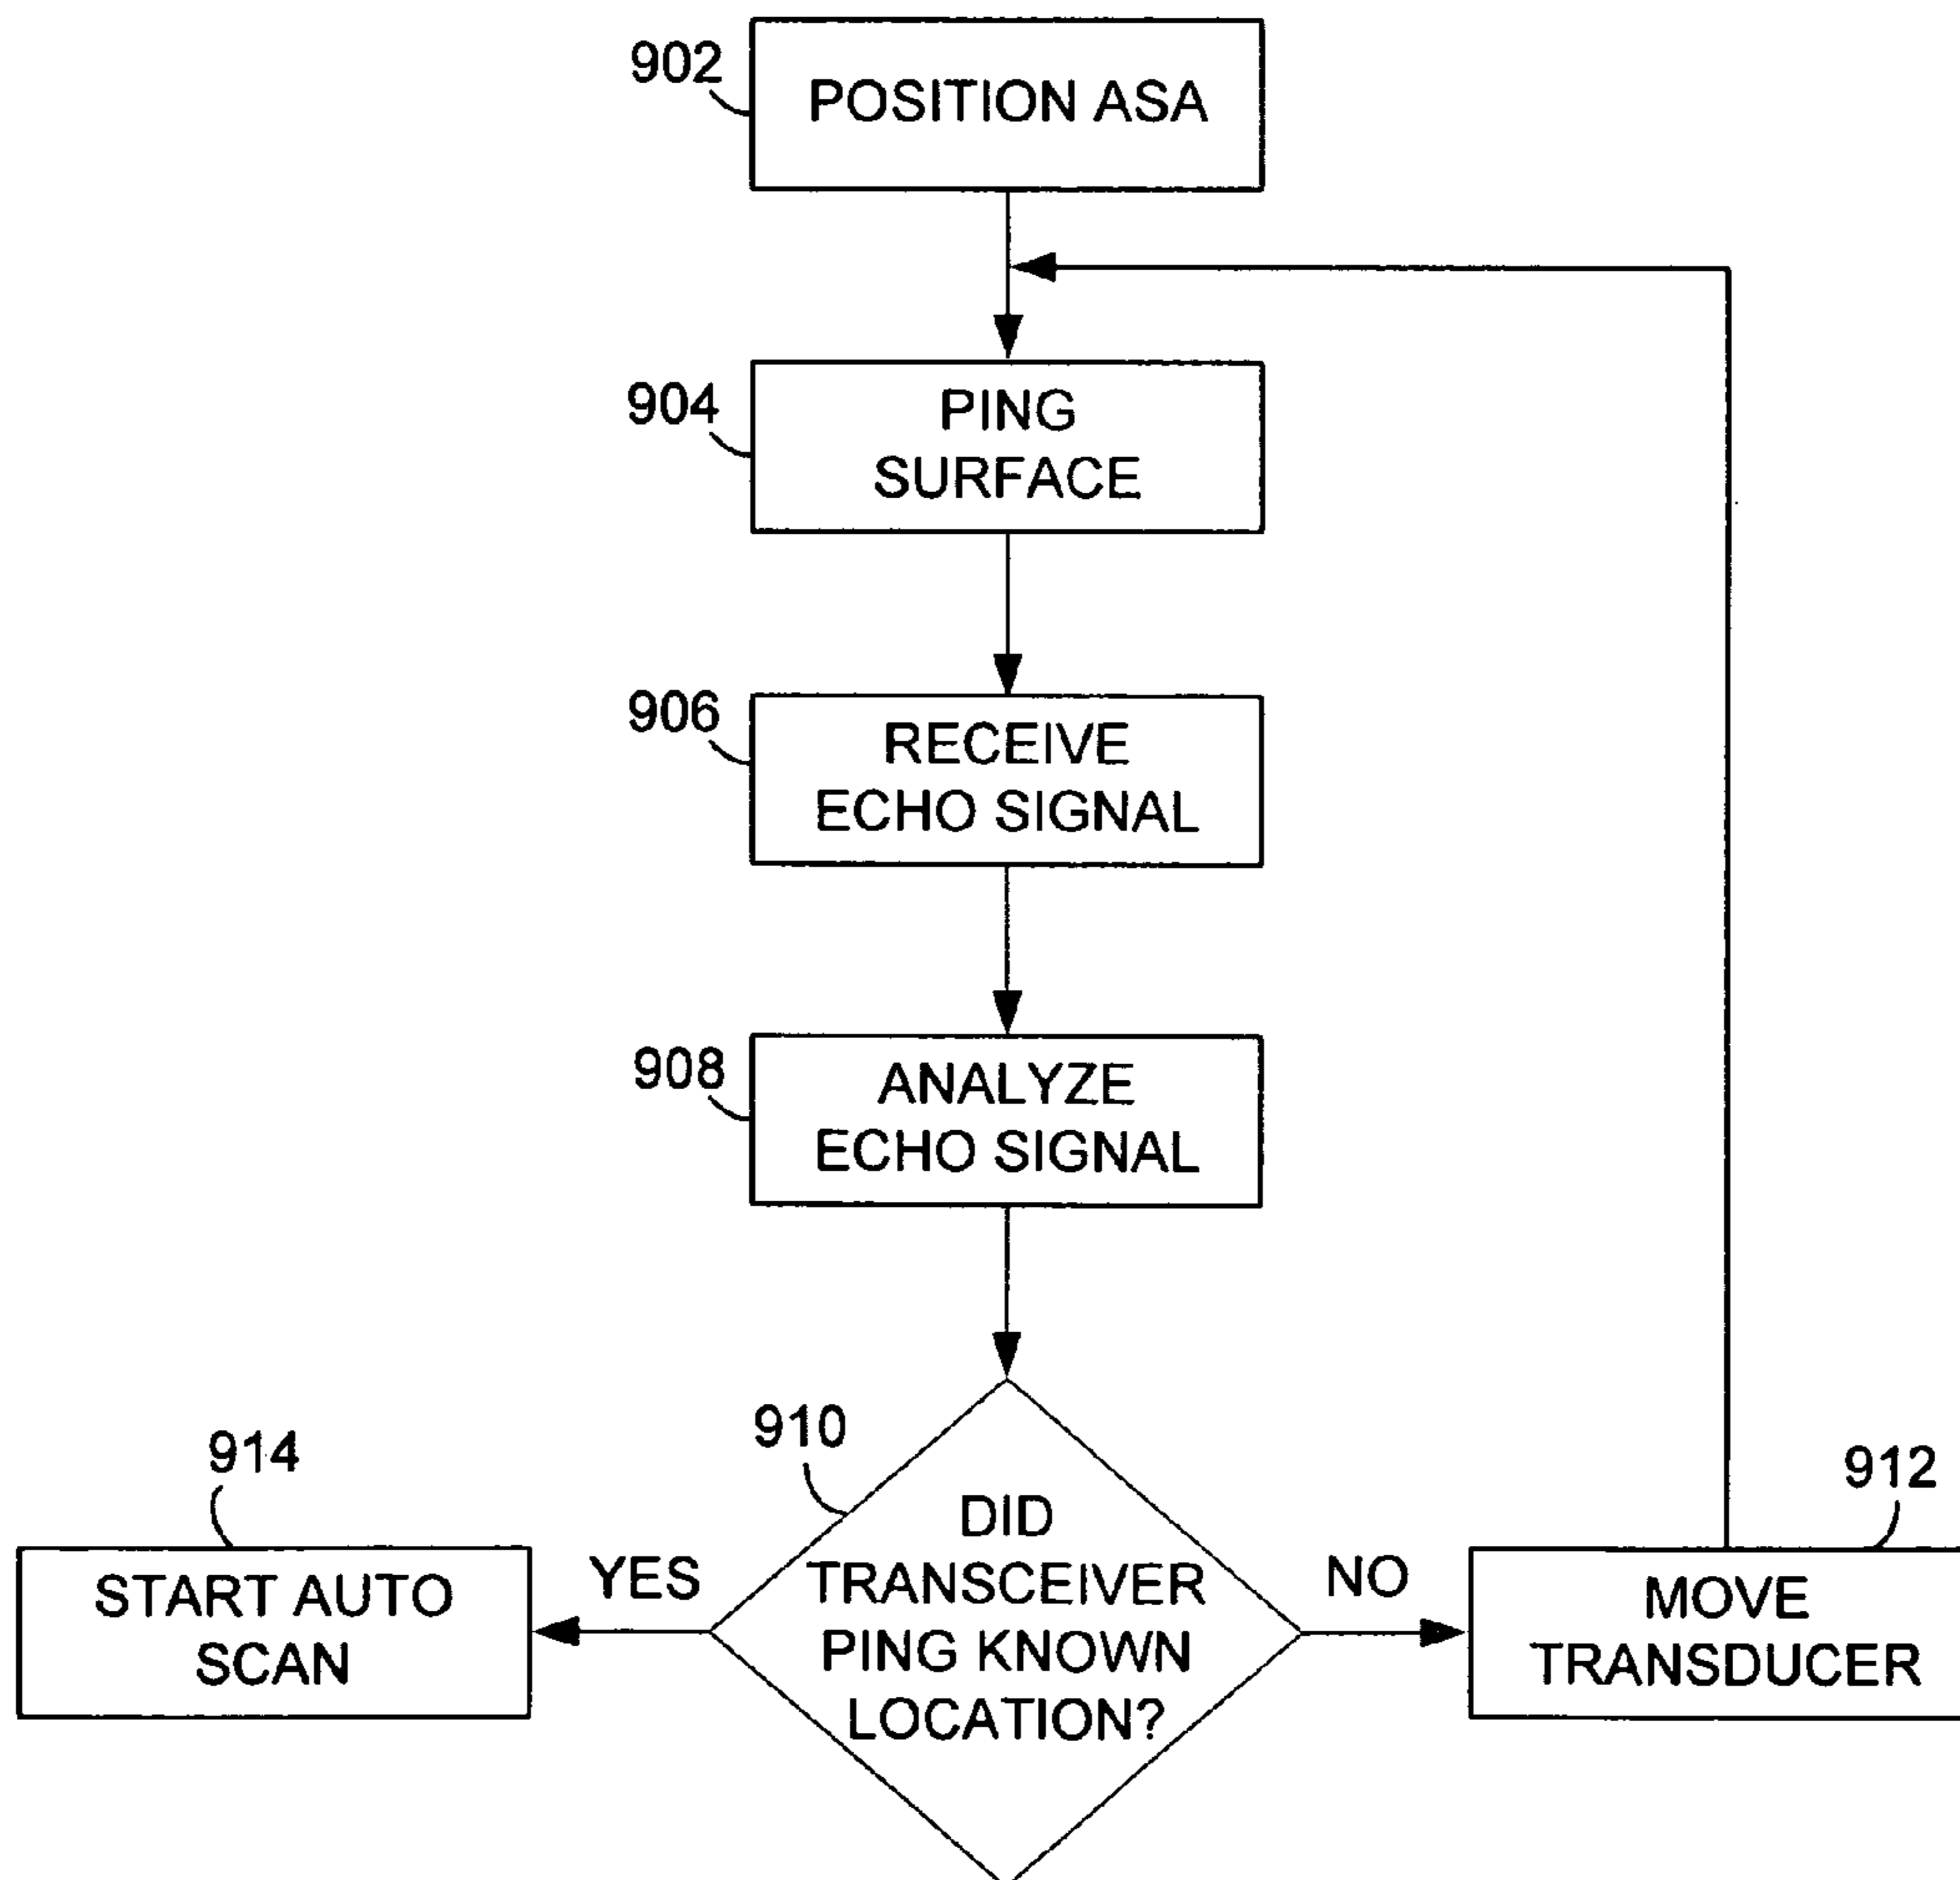 902
POSITION ASA
904
PING
SURFACE
906
RECEIVE
ECHO SIGNAL
908
ANALYZE
ECHO SIGNAL
910
DID
TRANSCEIVER
PING KNOWN
LOCATION?
YES
NO
914
START AUTO
SCAN
912
MOVE
TRANSDUCER